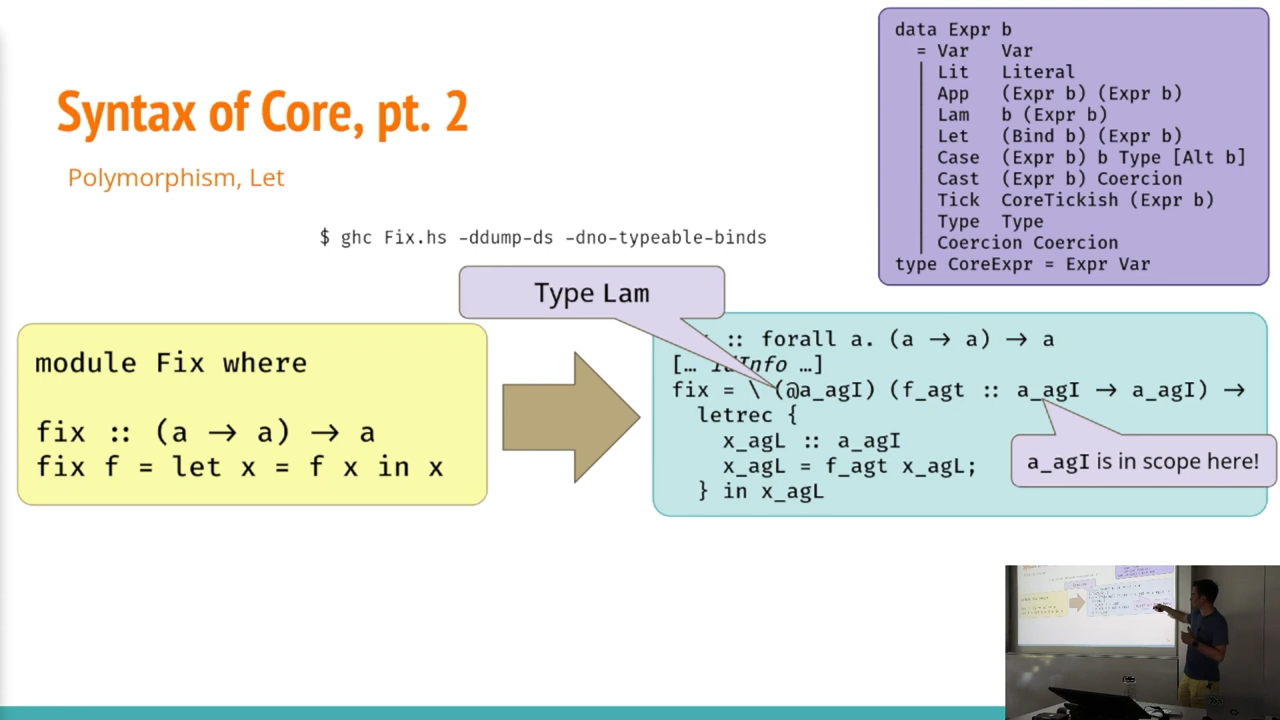 Syntax of Core, pt. 2
Polymorphism, Let
$ ghc Fix.hs -ddump-ds -dno-typeable-binds
data Expr b
= Var Var
| Lit Literal
| App (Expr b) (Expr b)
| Lam b (Expr b)
| Let (Bind b) (Expr b)
| Case (Expr b) b Type [Alt b]
| Cast (Expr b) Coercion
| Tick CoreTickish (Expr b)
| Type Type
| Coercion Coercion
type CoreExpr = Expr Var
module Fix where
fix :: (a → a) → a
fix f = let x = f x in x
Type Lam
:: forall a. (a → a) → a
[… IdInfo …]
fix = \ (@a_agI) (f_agt :: a_agI → a_agI) →
letrec {
x_agL :: a_agI
x_agL = f_agt x_agL;
} in x_agL
a_agI is in scope here!